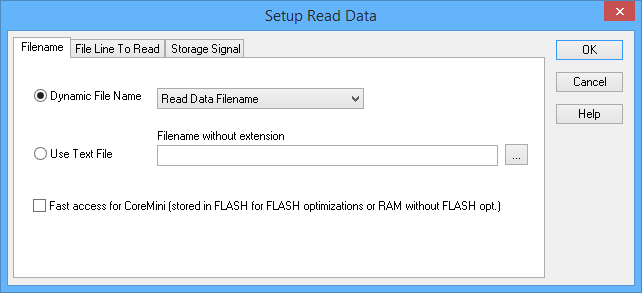 Setup Read Data
Filename
File Line To Read
Storage Signal
OK
Cancel
Help
Dynamic File Name
Read Data Filename
Filename without extension
Use Text File
...
Fast access for CoreMini (stored in FLASH for FLASH optimizations or RAM without FLASH opt.)